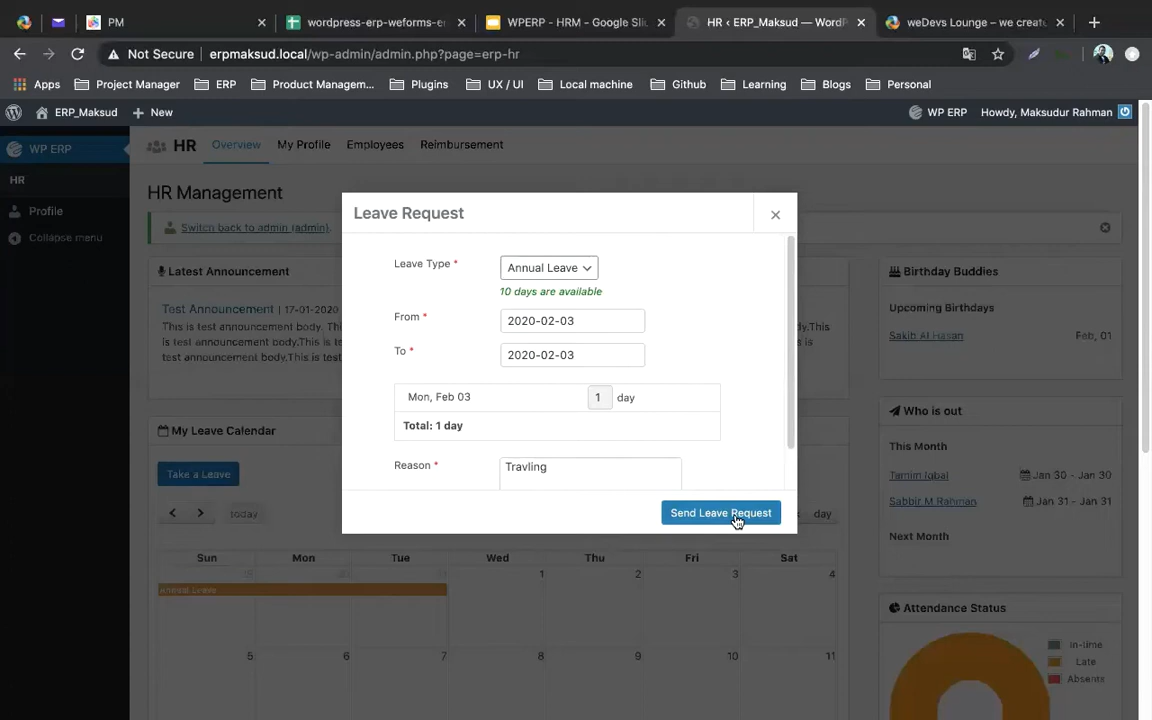 PM
wordpress-erp-weforms-er
WPERP - HRM - Google Slid
HR ‹ ERP_Maksud — WordP
weDevs Lounge – we creat
Not Secure erpmaksud.local/wp-admin/admin.php?page=erp-hr
Apps Project Manager ERP Product Managem... Plugins UX / UI Local machine Github Learning Blogs Personal
ERP_Maksud New WP ERP Howdy, Maksudur Rahman
WP ERP
HR
Profile
Collapse menu
HR Overview My Profile Employees Reimbursement
HR Management
Switch back to admin (admin).
Latest Announcement
Test Announcement | 17-01-2020
This is test announcement body. T
is test announcement body.This is t
test announcement body.This is tes
This
is
My Leave Calendar
Take a Leave
today
day
Sun Mon Tue Wed Thu Fri Sat
1 2 3 4
Annual Leave
5 6 7 8 9 10 11
Leave Request
Leave Type *
Annual Leave
10 days are available
From *
2020-02-03
To *
2020-02-03
Mon, Feb 03 1 day
Total: 1 day
Reason *
Travling
Send Leave Request
Birthday Buddies
Upcoming Birthdays
Sakib Al Hasan Feb, 01
Who is out
This Month
Tamim Iqbal Jan 30 - Jan 30
Sabbir M Rahman Jan 31 - Jan 31
Next Month
Attendance Status
In-time
Late
Absents